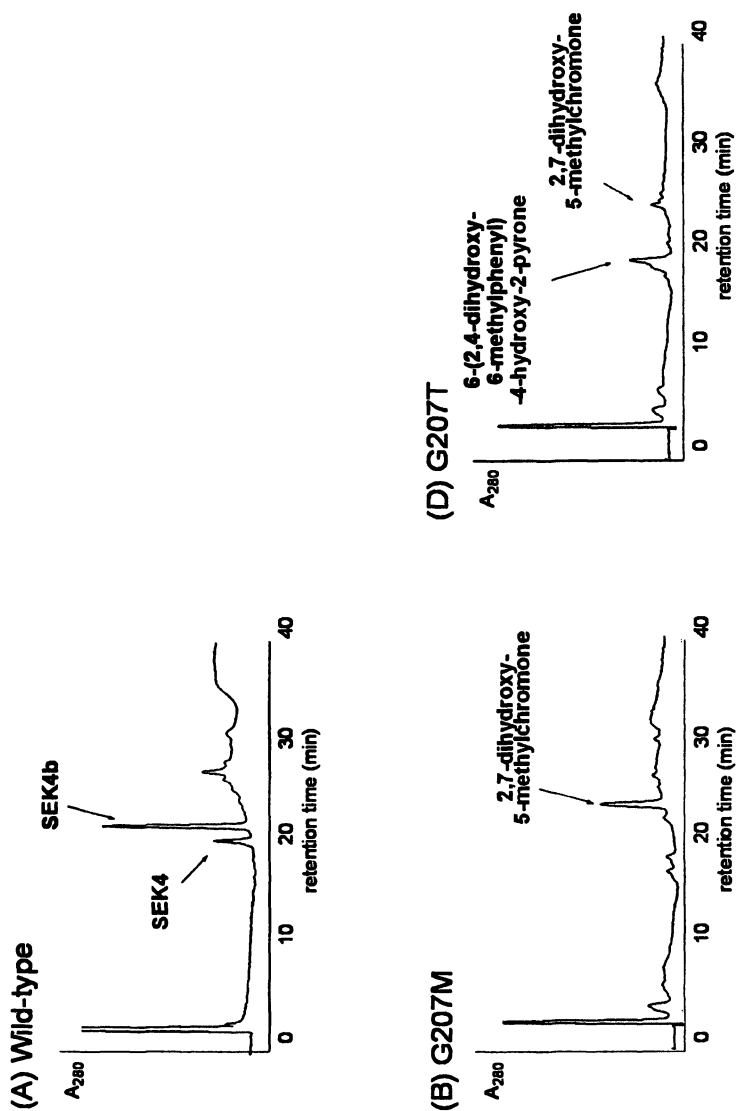 (A) Wild-type
A280
SEK4b
SEK4
0 10 20 30 40
retention time (min)
(B) G207M
A280
2,7-dihydroxy-
5-methylchromone
0 10 20 30 40
retention time (min)
(D) G207T
A280
6-(2,4-dihydroxy-
6-methylphenyl)
-4-hydroxy-2-pyrone
2,7-dihydroxy-
5-methylchromone
0 10 20 30 40
retention time (min)